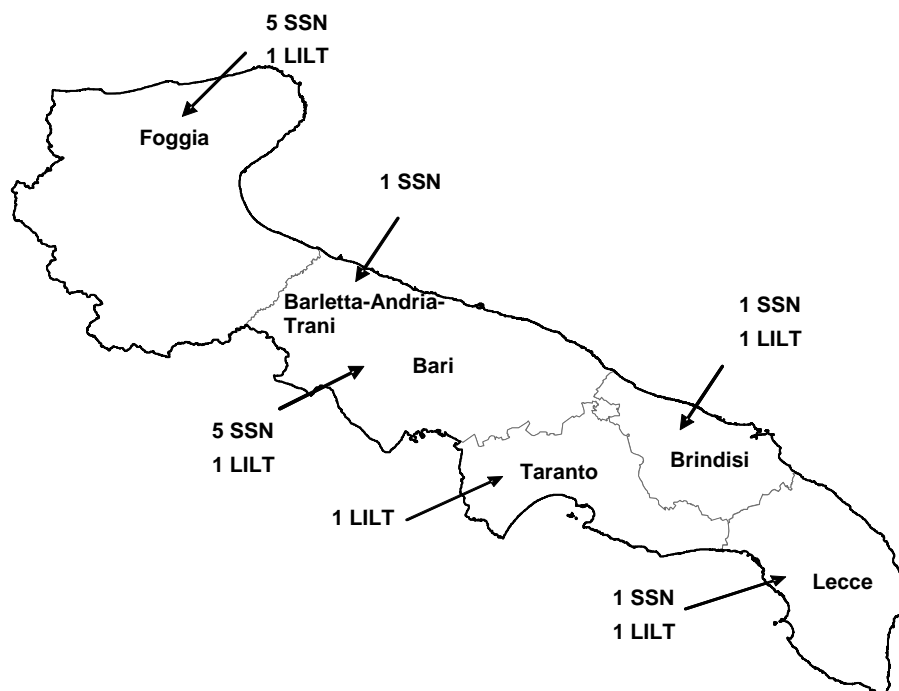 5 SSN
1 LILT
Foggia
1 SSN
Barletta-Andria-
Trani
1 SSN
1 LILT
Bari
5 SSN
1 LILT
Brindisi
Taranto
1 LILT
Lecce
1 SSN
1 LILT